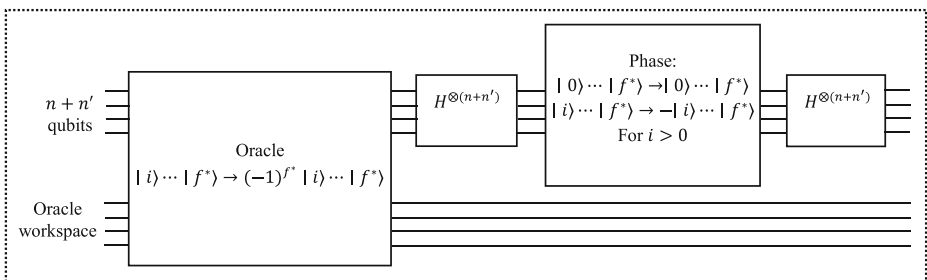 n + n′
qubits
Oracle
| i⟩ ⋯ | f*⟩ → (−1)^{f*} | i⟩ ⋯ | f*⟩
Oracle
workspace
H^{⊗(n+n′)}
Phase:
| 0⟩ ⋯ | f*⟩ → | 0⟩ ⋯ | f*⟩
| i⟩ ⋯ | f*⟩ → −| i⟩ ⋯ | f*⟩
For i > 0
H^{⊗(n+n′)}